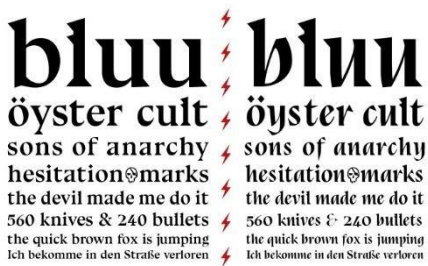 bluu
öyster cult
sons of anarchy
hesitation marks
the devil made me do it
560 knives & 240 bullets
the quick brown fox is jumping
Ich bekomme in den Straße verloren
bluu
öyster cult
sons of anarchy
hesitation marks
the devil made me do it
560 knives & 240 bullets
the quick brown fox is jumping
Ich bekomme in den Straße verloren